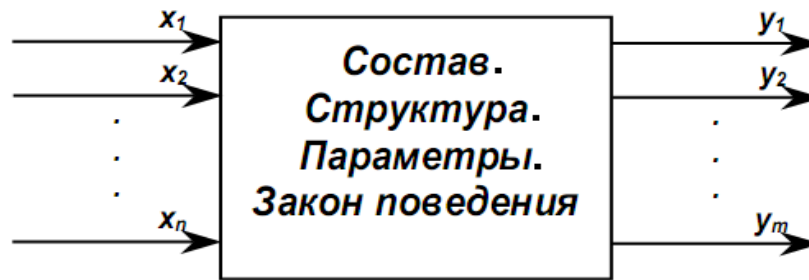 x₁
y₁
x₂
Состав.
y₂
Структура.
Параметры.
Закон поведения
xₙ
yₘ